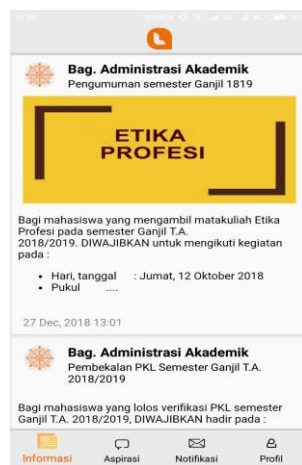 Bag. Administrasi Akademik
Pengumuman semester Ganjil 1819
ETIKA
PROFESI
Bagi mahasiswa yang mengambil matakuliah Etika
Profesi pada semester Ganjil T.A.
2018/2019. DIWAJIBKAN untuk mengikuti kegiatan
pada :
• Hari, tanggal : Jumat, 12 Oktober 2018
• Pukul ....
27 Dec, 2018 13:01
Bag. Administrasi Akademik
Pembekalan PKL Semester Ganjil T.A.
2018/2019
Bagi mahasiswa yang lolos verifikasi PKL semester
Ganjil T.A. 2018/2019, DIWAJIBKAN hadir pada :
Informasi Aspirasi Notifikasi Profil